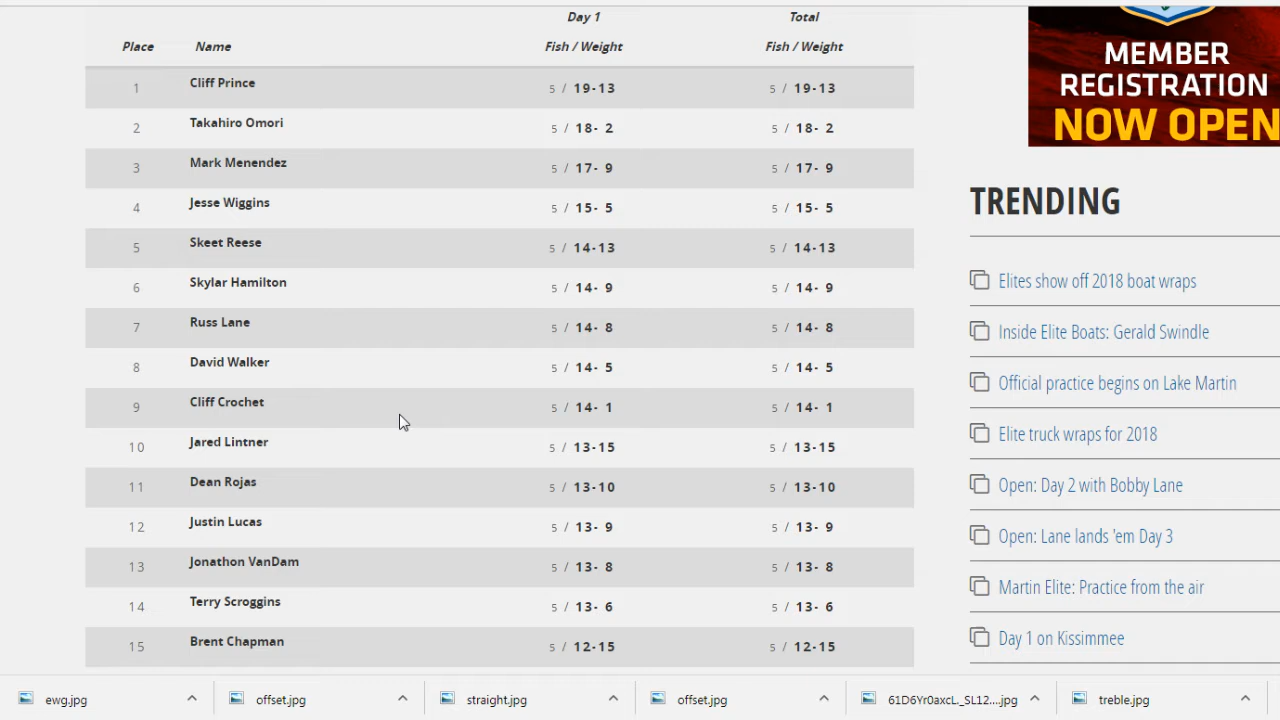 Day 1 Total
Place Name Fish / Weight Fish / Weight
1 Cliff Prince 5 / 19-13 5 / 19-13
2 Takahiro Omori 5 / 18- 2 5 / 18- 2
3 Mark Menendez 5 / 17- 9 5 / 17- 9
4 Jesse Wiggins 5 / 15- 5 5 / 15- 5
5 Skeet Reese 5 / 14-13 5 / 14-13
6 Skylar Hamilton 5 / 14- 9 5 / 14- 9
7 Russ Lane 5 / 14- 8 5 / 14- 8
8 David Walker 5 / 14- 5 5 / 14- 5
9 Cliff Crochet 5 / 14- 1 5 / 14- 1
10 Jared Lintner 5 / 13-15 5 / 13-15
11 Dean Rojas 5 / 13-10 5 / 13-10
12 Justin Lucas 5 / 13- 9 5 / 13- 9
13 Jonathon VanDam 5 / 13- 8 5 / 13- 8
14 Terry Scroggins 5 / 13- 6 5 / 13- 6
15 Brent Chapman 5 / 12-15 5 / 12-15
MEMBER
REGISTRATION
NOW OPEN
TRENDING
Elites show off 2018 boat wraps
Inside Elite Boats: Gerald Swindle
Official practice begins on Lake Martin
Elite truck wraps for 2018
Open: Day 2 with Bobby Lane
Open: Lane lands 'em Day 3
Martin Elite: Practice from the air
Day 1 on Kissimmee
ewg.jpg offset.jpg straight.jpg offset.jpg 61D6Yr0axcL._SL12....jpg treble.jpg